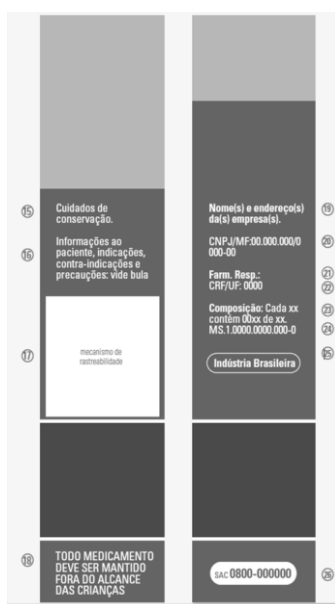 15
Cuidados de
conservação.
16
Informações ao
paciente, indicações,
contra-indicações e
precauções: vide bula
17
mecanismo de
rastreabilidade
18
TODO MEDICAMENTO
DEVE SER MANTIDO
FORA DO ALCANCE
DAS CRIANÇAS
Nome(s) e endereço(s)
da(s) empresa(s).
19
CNPJ/MF:00.000.000/0
000-00
20
Farm. Resp.:
21
CRF/UF: 0000
22
Composição: Cada xx
contém 00xx de xx.
23
MS.1.0000.0000.000-0
24
Indústria Brasileira
25
SAC 0800-000000
26